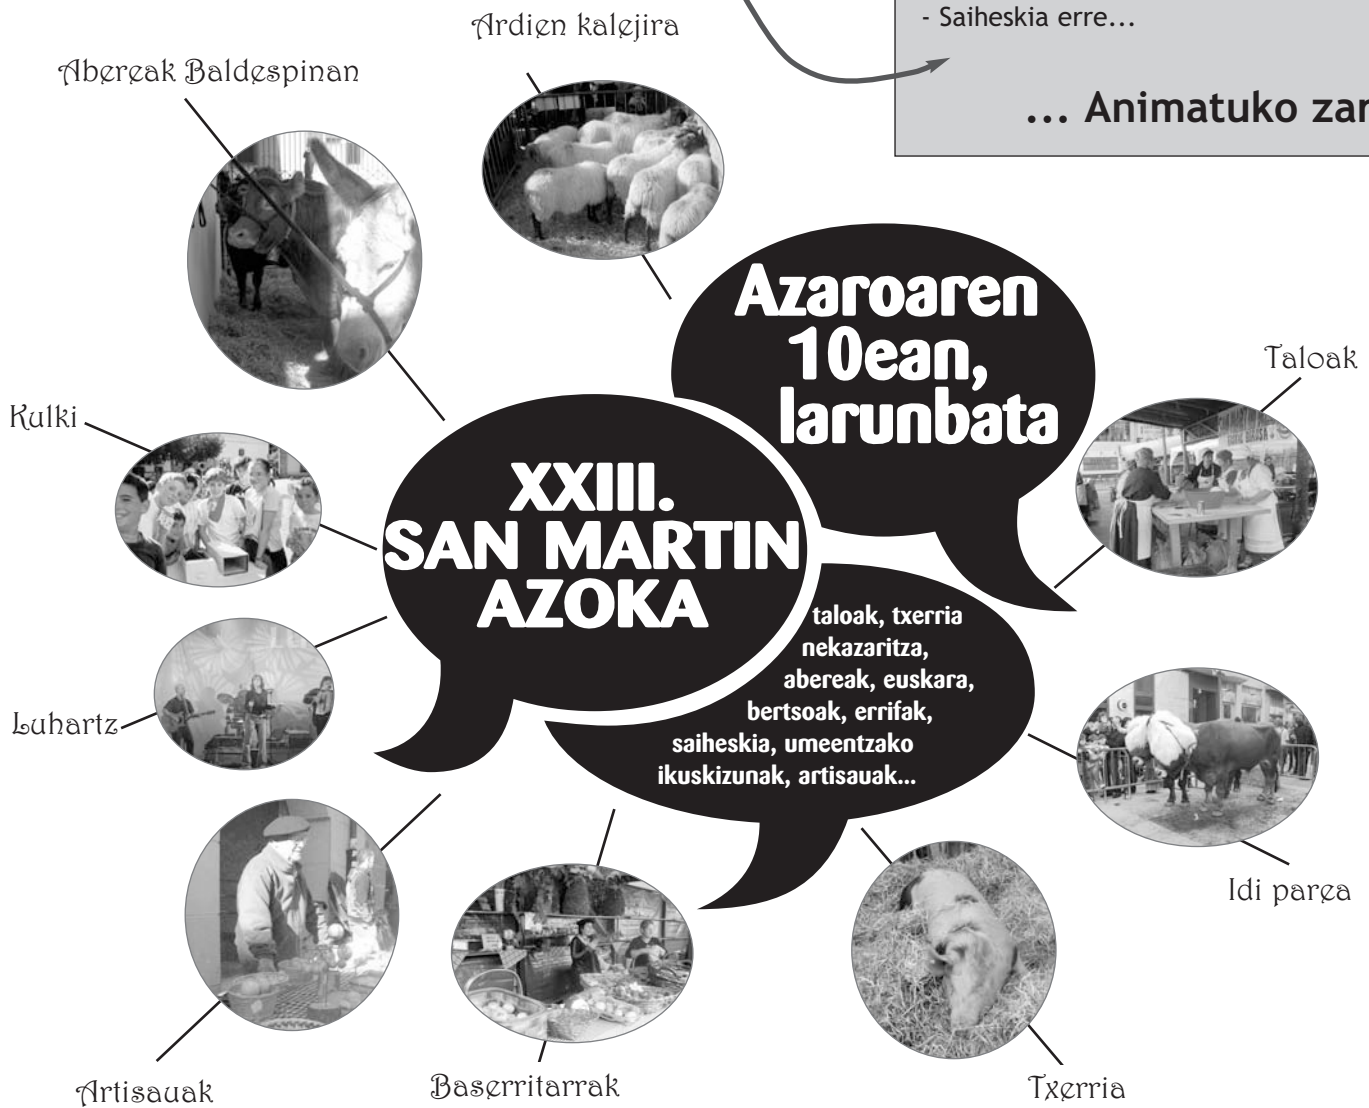 - Saiheskia erre...
... Animatuko
Ardien kalejira
Abereak Baldespinan
Azaroaren
10ean,
larunbata
Taloak
Kulki
XXIII.
SAN MARTIN
AZOKA
taloak, txerria
nekazaritza,
abereak, euskara,
bertsoak, errifak,
saiheskia, umeentzako
ikuskizunak, artisauak...
Luhartz
Idi parea
Artisauak
Baserritarrak
Txerria